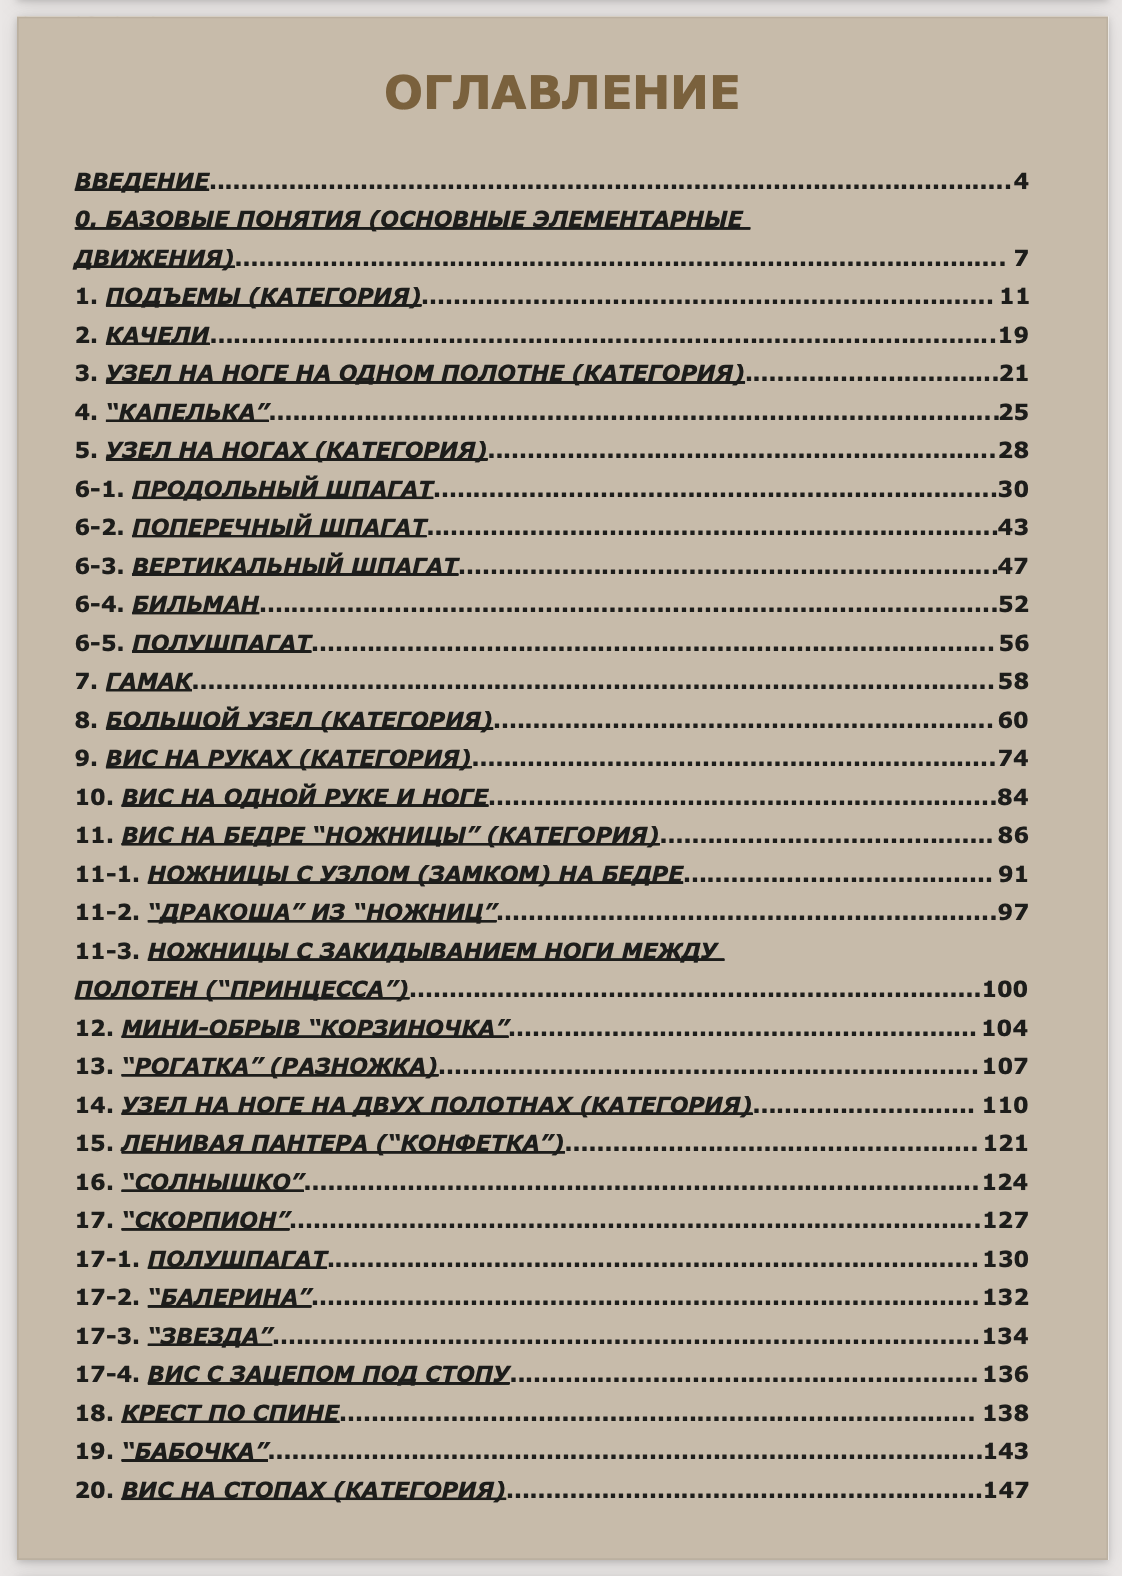 ОГЛАВЛЕНИЕ
ВВЕДЕНИЕ....................................................................................................4
0. БАЗОВЫЕ ПОНЯТИЯ (ОСНОВНЫЕ ЭЛЕМЕНТАРНЫЕ
ДВИЖЕНИЯ)................................................................................................ 7
1. ПОДЪЕМЫ (КАТЕГОРИЯ)....................................................................... 11
2. КАЧЕЛИ..................................................................................................19
3. УЗЕЛ НА НОГЕ НА ОДНОМ ПОЛОТНЕ (КАТЕГОРИЯ)...............................21
4. “КАПЕЛЬКА”...........................................................................................25
5. УЗЕЛ НА НОГАХ (КАТЕГОРИЯ)...............................................................28
6-1. ПРОДОЛЬНЫЙ ШПАГАТ......................................................................30
6-2. ПОПЕРЕЧНЫЙ ШПАГАТ.......................................................................43
6-3. ВЕРТИКАЛЬНЫЙ ШПАГАТ...................................................................47
6-4. БИЛЬМАН............................................................................................52
6-5. ПОЛУШПАГАТ..................................................................................... 56
7. ГАМАК.................................................................................................... 58
8. БОЛЬШОЙ УЗЕЛ (КАТЕГОРИЯ).............................................................. 60
9. ВИС НА РУКАХ (КАТЕГОРИЯ).................................................................74
10. ВИС НА ОДНОЙ РУКЕ И НОГЕ...............................................................84
11. ВИС НА БЕДРЕ “НОЖНИЦЫ” (КАТЕГОРИЯ)......................................... 86
11-1. НОЖНИЦЫ С УЗЛОМ (ЗАМКОМ) НА БЕДРЕ...................................... 91
11-2. “ДРАКОША” ИЗ “НОЖНИЦ”..............................................................97
11-3. НОЖНИЦЫ С ЗАКИДЫВАНИЕМ НОГИ МЕЖДУ
ПОЛОТЕН (“ПРИНЦЕССА”).......................................................................100
12. МИНИ-ОБРЫВ “КОРЗИНОЧКА”.......................................................... 104
13. “РОГАТКА” (РАЗНОЖКА)................................................................... 107
14. УЗЕЛ НА НОГЕ НА ДВУХ ПОЛОТНАХ (КАТЕГОРИЯ)............................ 110
15. ЛЕНИВАЯ ПАНТЕРА (“КОНФЕТКА”)................................................... 121
16. “СОЛНЫШКО”....................................................................................124
17. “СКОРПИОН”......................................................................................127
17-1. ПОЛУШПАГАТ................................................................................. 130
17-2. “БАЛЕРИНА”................................................................................... 132
17-3. “ЗВЕЗДА”........................................................................................134
17-4. ВИС С ЗАЦЕПОМ ПОД СТОПУ.......................................................... 136
18. КРЕСТ ПО СПИНЕ............................................................................... 138
19. “БАБОЧКА”.........................................................................................143
20. ВИС НА СТОПАХ (КАТЕГОРИЯ)...........................................................147